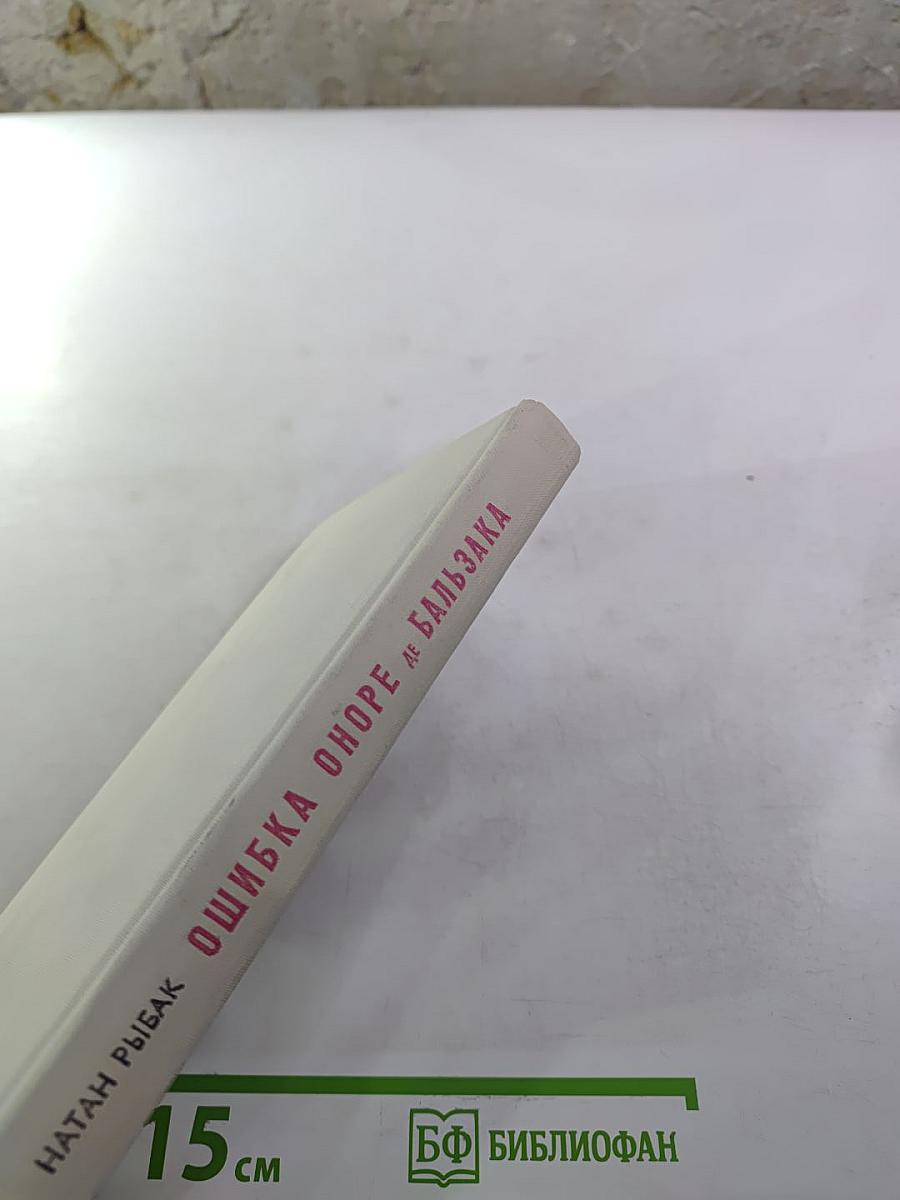 НАТАН РЫБАК ОШИБКА ОНОРЕ ДЕ БАЛЬЗАКА
15 см
БФ БИБЛИОФАН